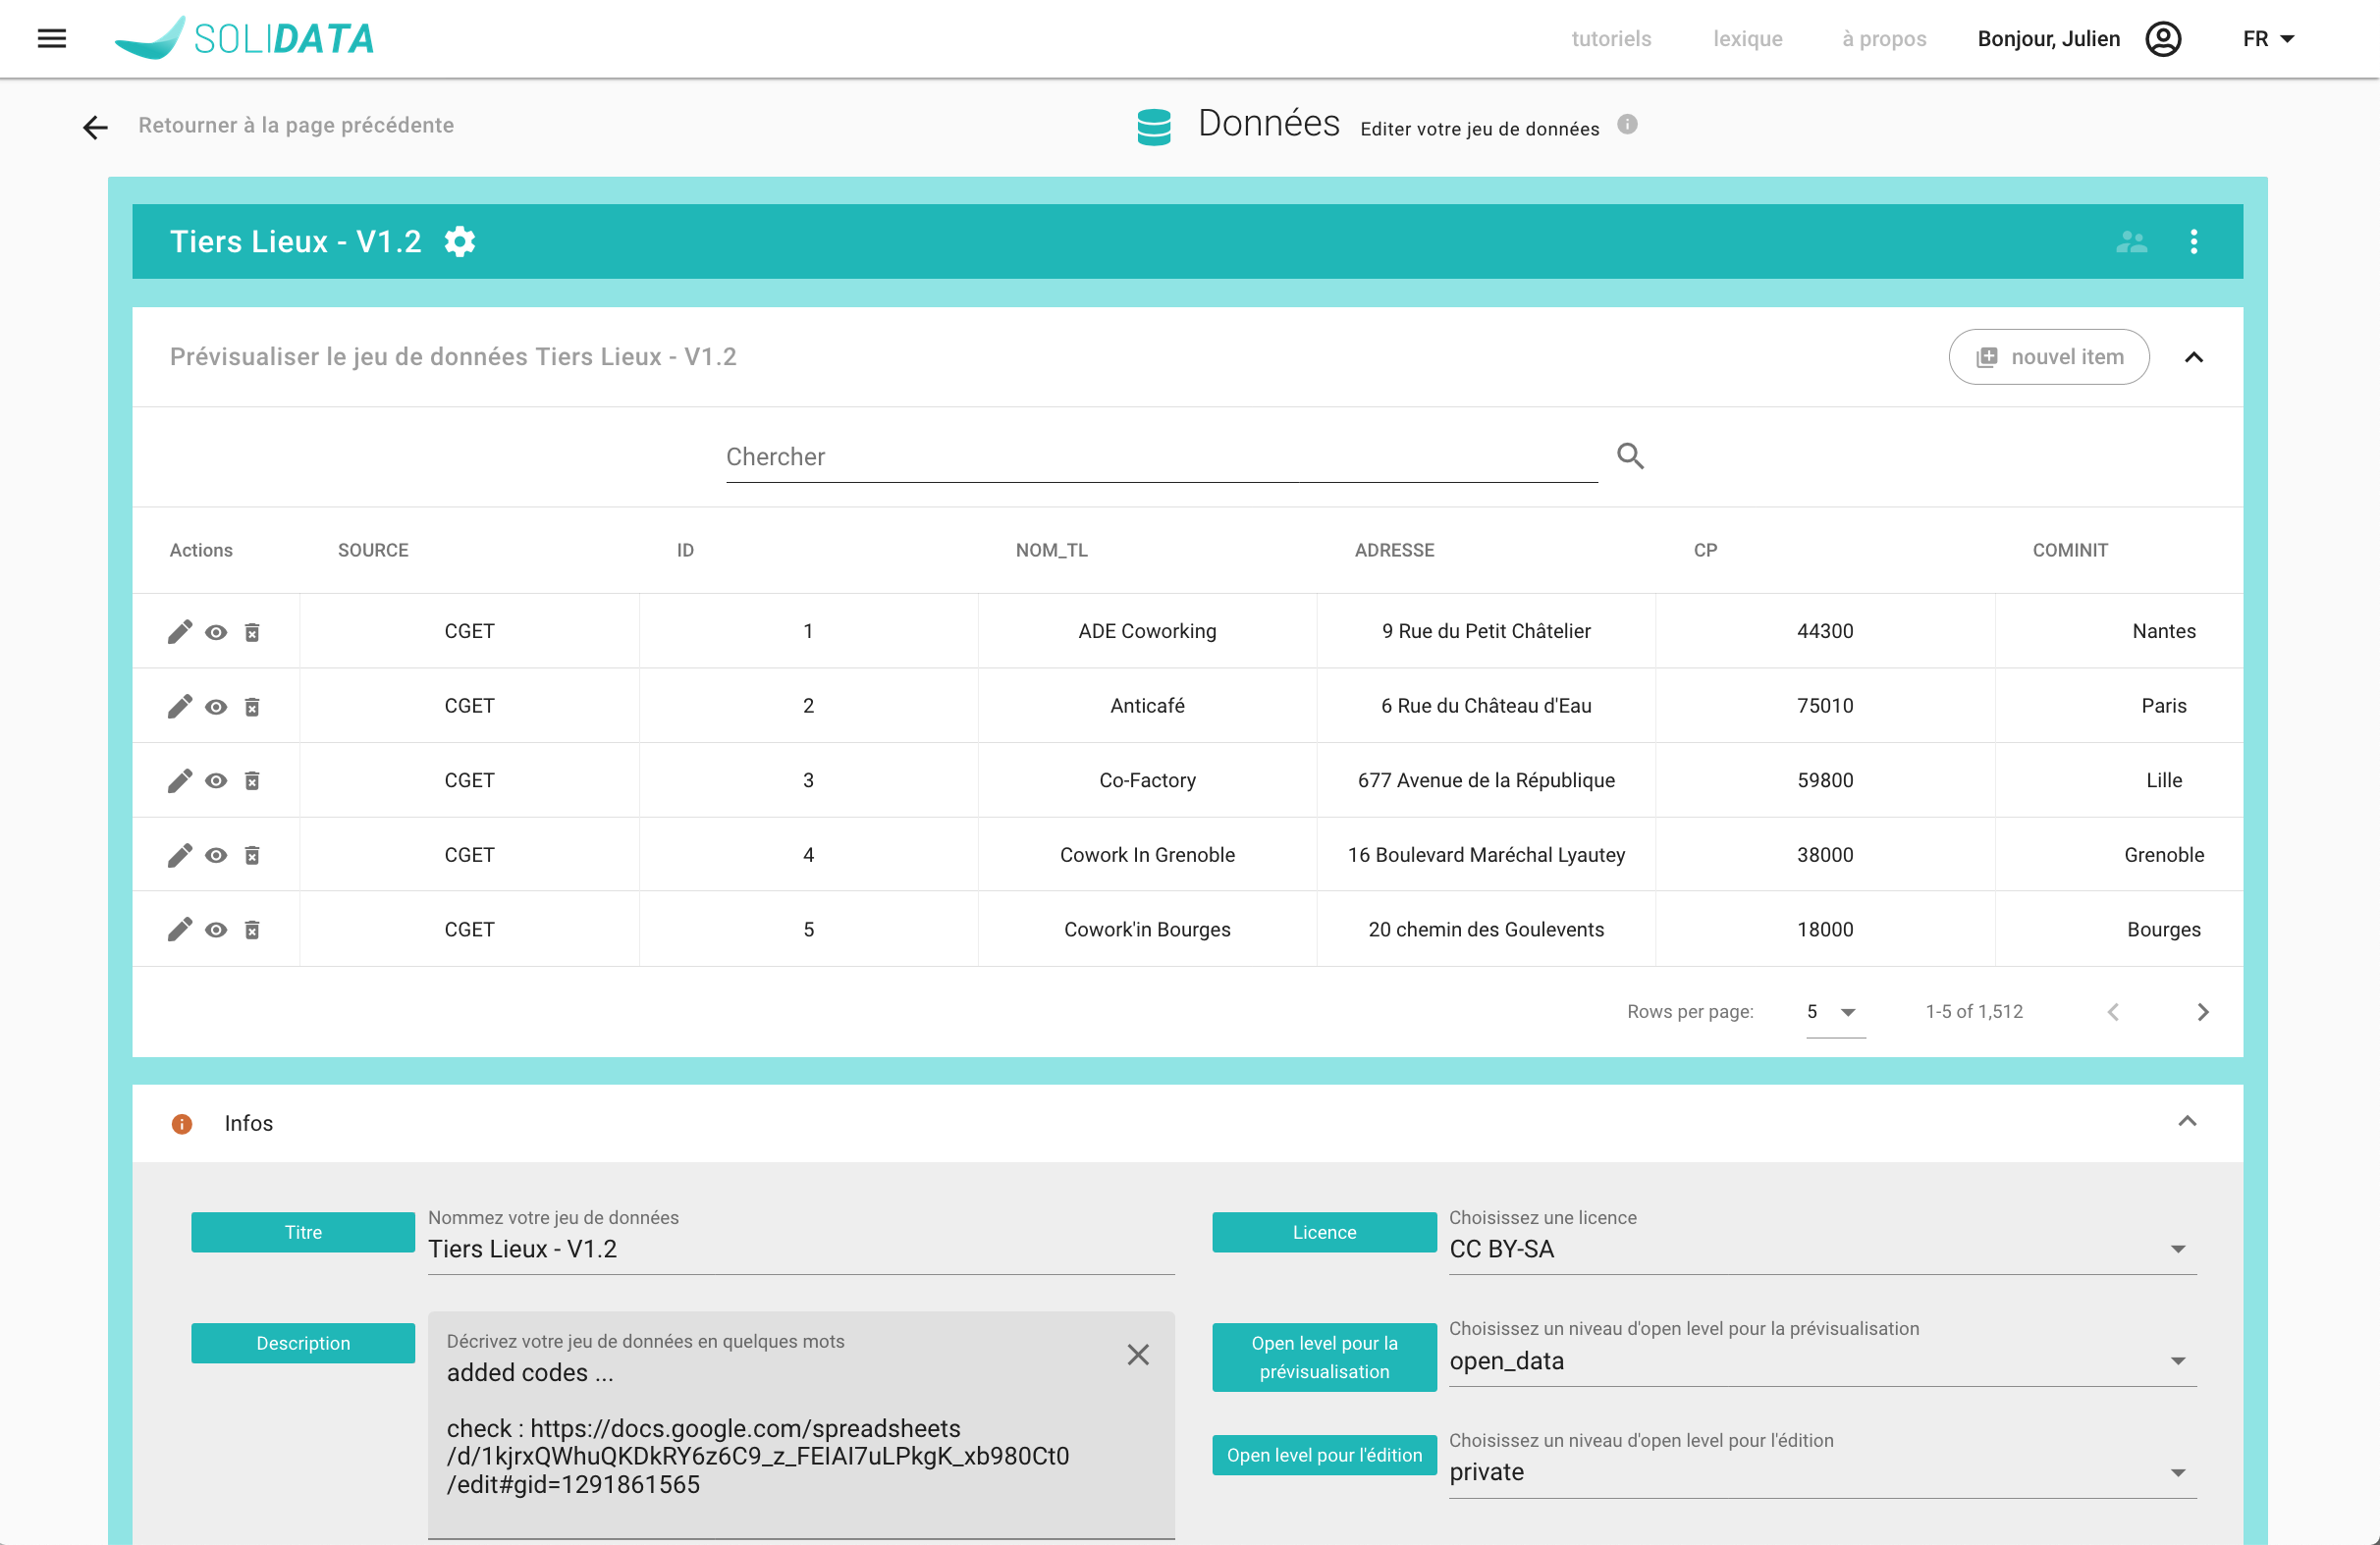 SOLIDATA
tutoriels lexique à propos Bonjour, Julien FR
Retourner à la page précédente
Données Editer votre jeu de données
Tiers Lieux - V1.2
Prévisualiser le jeu de données Tiers Lieux - V1.2 nouvel item
Chercher
Actions SOURCE ID NOM_TL ADRESSE CP COMINIT
CGET 1 ADE Coworking 9 Rue du Petit Châtelier 44300 Nantes
CGET 2 Anticafé 6 Rue du Château d'Eau 75010 Paris
CGET 3 Co-Factory 677 Avenue de la République 59800 Lille
CGET 4 Cowork In Grenoble 16 Boulevard Maréchal Lyautey 38000 Grenoble
CGET 5 Cowork'in Bourges 20 chemin des Goulevents 18000 Bourges
Rows per page: 5 1-5 of 1,512
Infos
Titre
Nommez votre jeu de données
Tiers Lieux - V1.2
Licence
Choisissez une licence
CC BY-SA
Description
Décrivez votre jeu de données en quelques mots
added codes ...
check : https://docs.google.com/spreadsheets
/d/1kjrxQWhuQKDkRY6z6C9_z_FEIAI7uLPkgK_xb980Ct0
/edit#gid=1291861565
Open level pour la
prévisualisation
Choisissez un niveau d'open level pour la prévisualisation
open_data
Open level pour l'édition
Choisissez un niveau d'open level pour l'édition
private